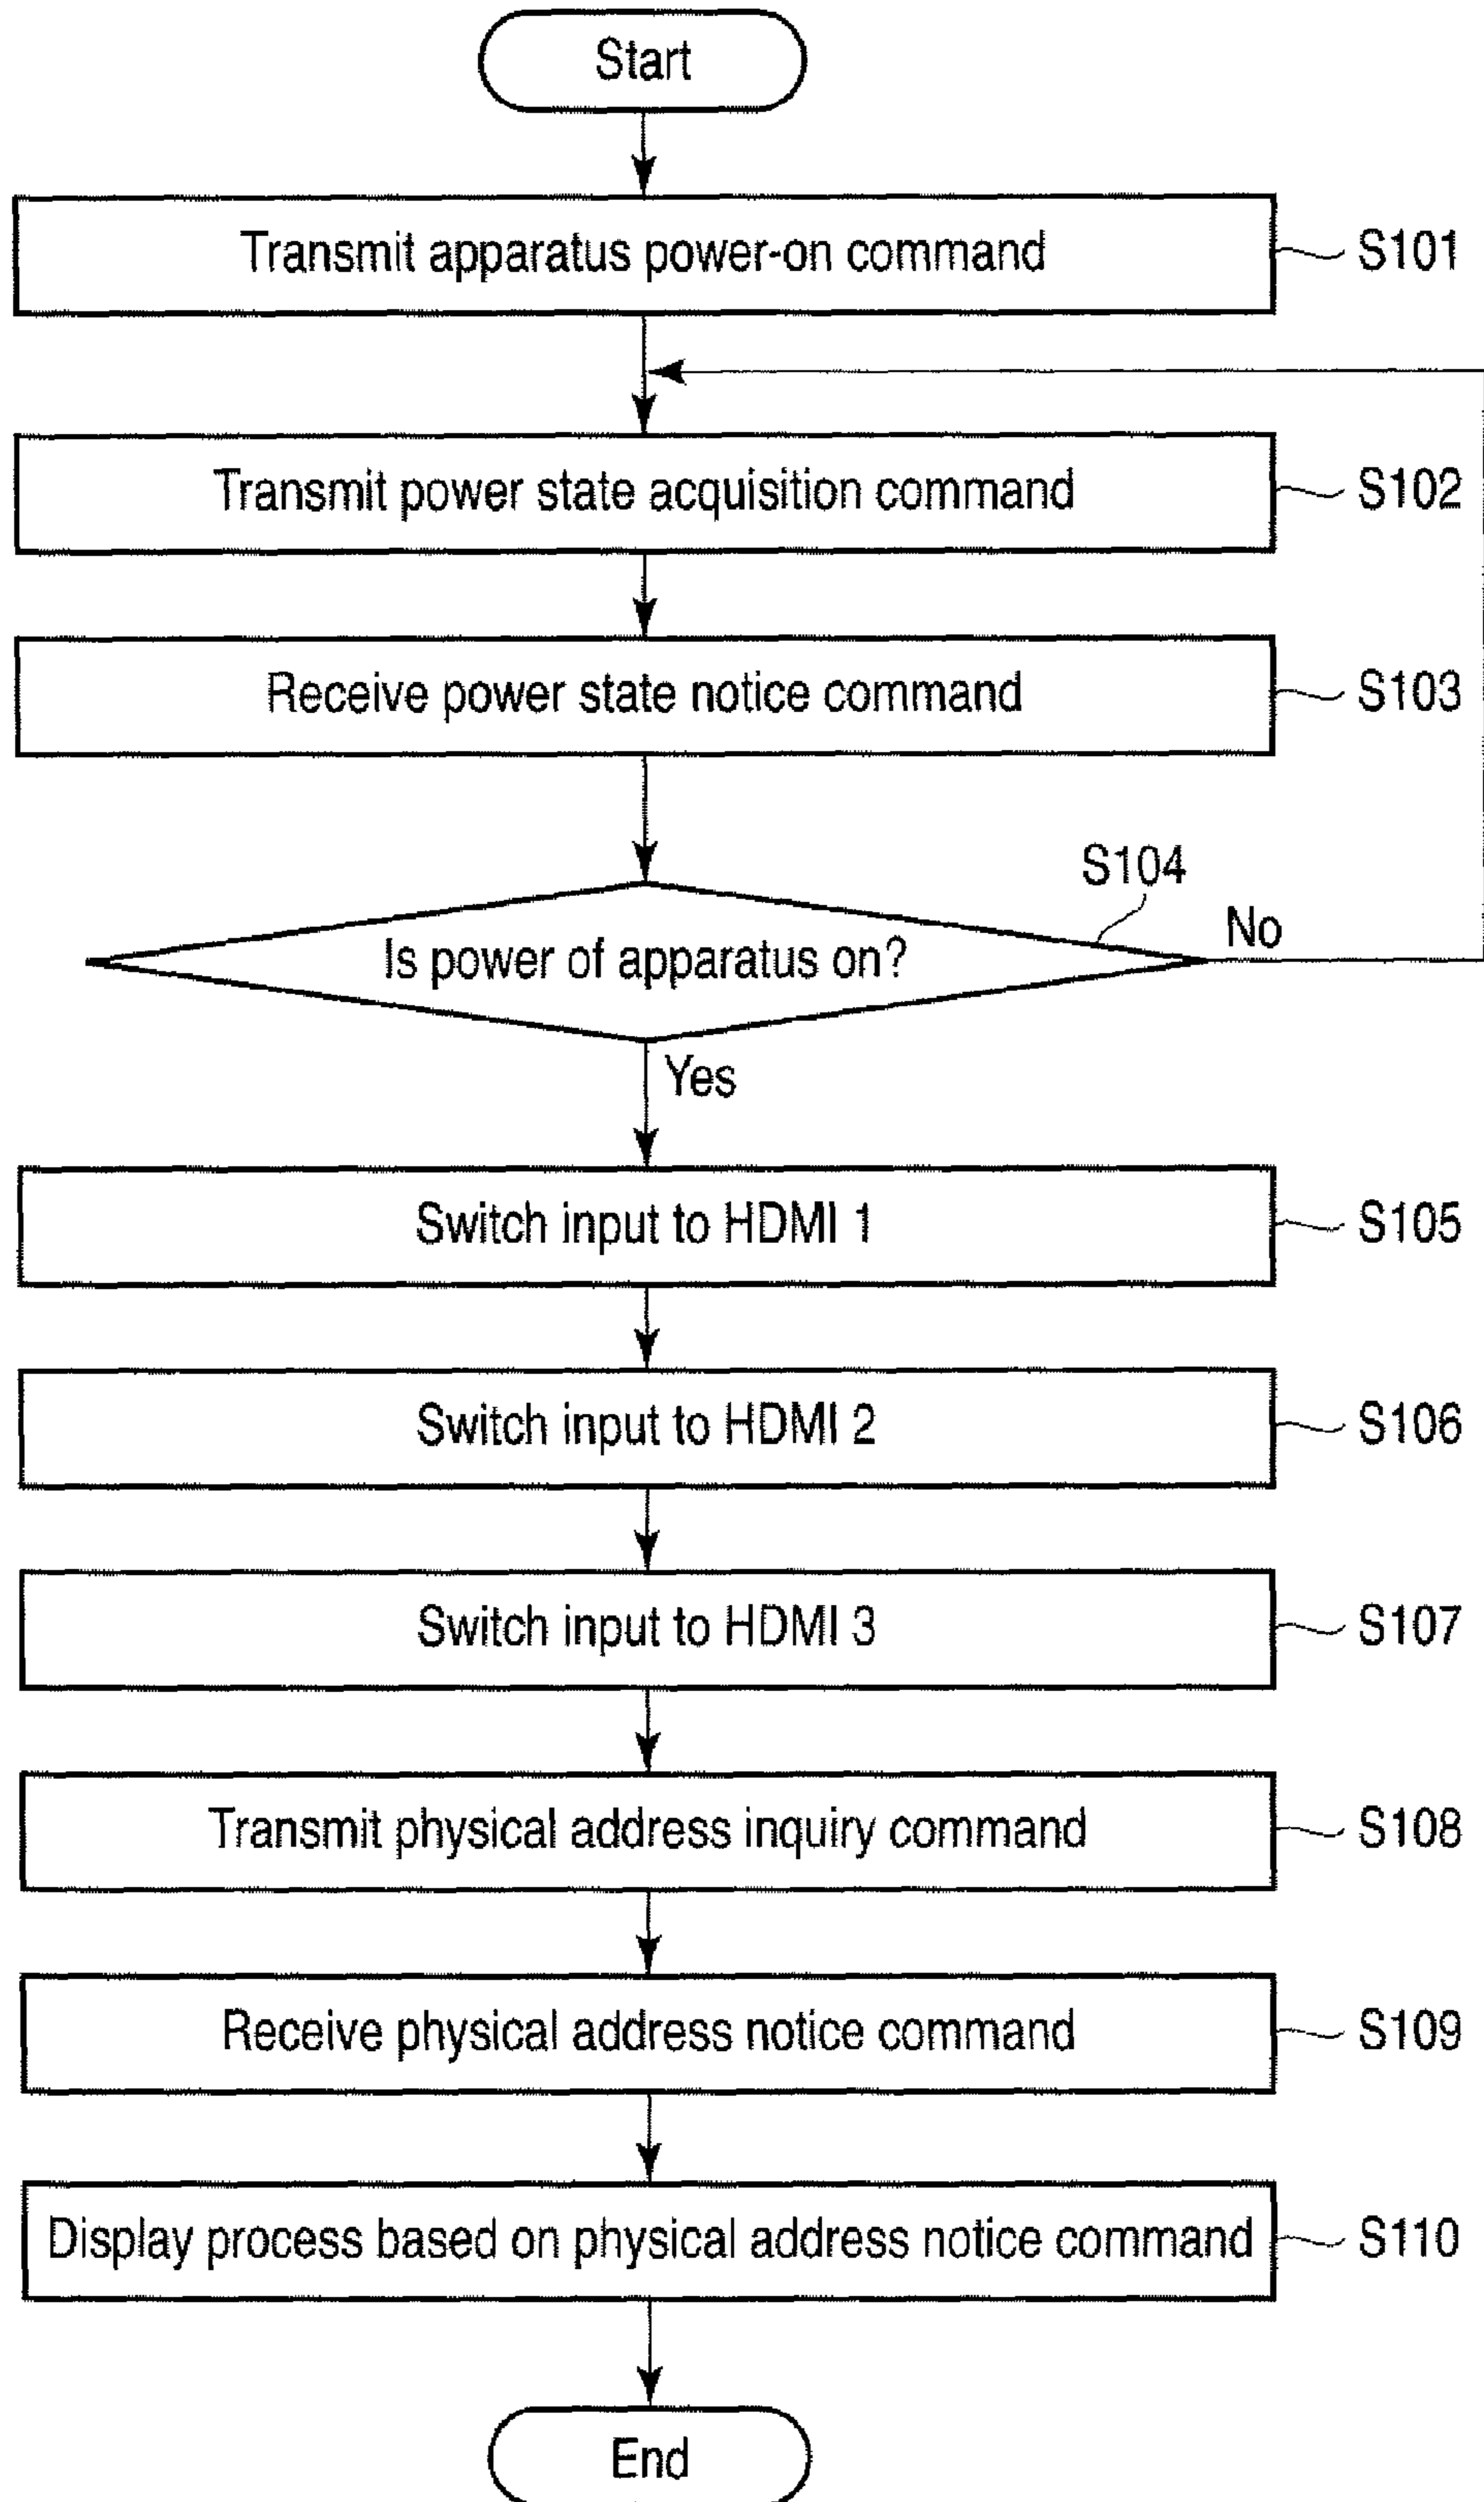 Start
Transmit apparatus power-on command
S101
Transmit power state acquisition command
S102
Receive power state notice command
S103
S104
Is power of apparatus on?
No
Yes
Switch input to HDMI 1
S105
Switch input to HDMI 2
S106
Switch input to HDMI 3
S107
Transmit physical address inquiry command
S108
Receive physical address notice command
S109
Display process based on physical address notice command
S110
End